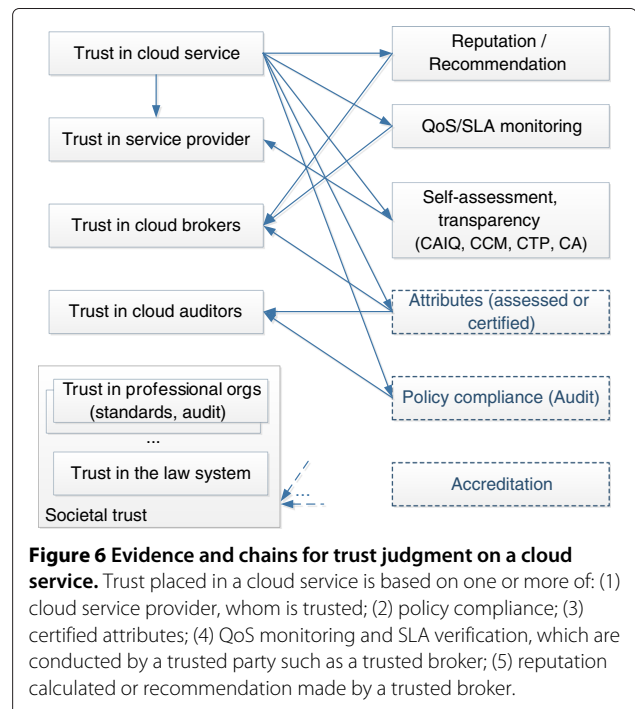 Trust in cloud service
Reputation /
Recommendation
Trust in service provider
QoS/SLA monitoring
Trust in cloud brokers
Self-assessment,
transparency
(CAIQ, CCM, CTP, CA)
Trust in cloud auditors
Attributes (assessed or
certified)
Trust in professional orgs
(standards, audit)
...
Trust in the law system
Societal trust
Policy compliance (Audit)
...
Accreditation
Figure 6 Evidence and chains for trust judgment on a cloud
service. Trust placed in a cloud service is based on one or more of: (1)
cloud service provider, whom is trusted; (2) policy compliance; (3)
certified attributes; (4) QoS monitoring and SLA verification, which are
conducted by a trusted party such as a trusted broker; (5) reputation
calculated or recommendation made by a trusted broker.